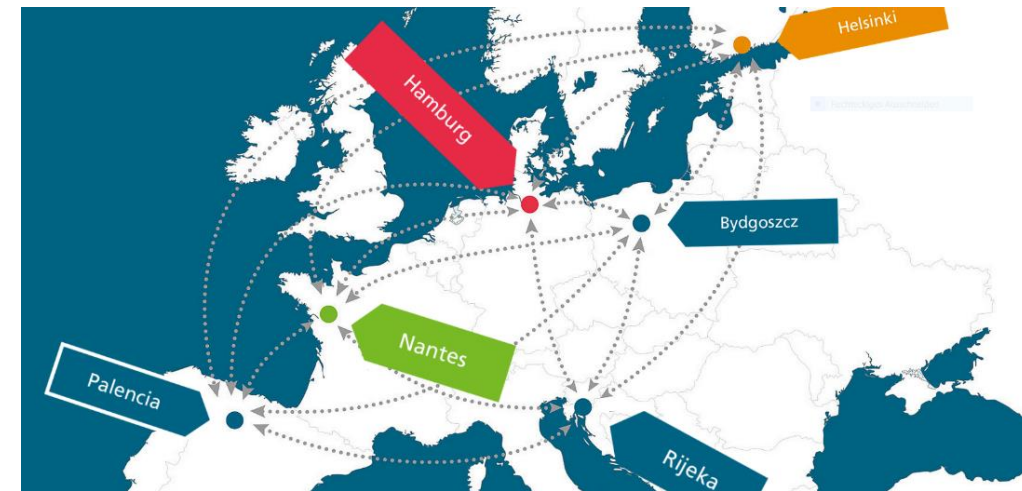 Helsinki
Hamburg
Bydgoszcz
Nantes
Palencia
Rijeka